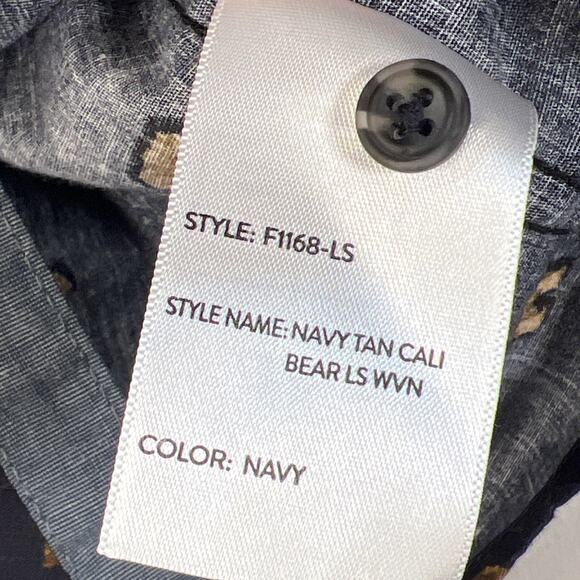 STYLE: F1168-LS
STYLE NAME: NAVY TAN CALI
BEAR LS WVN
COLOR: NAVY